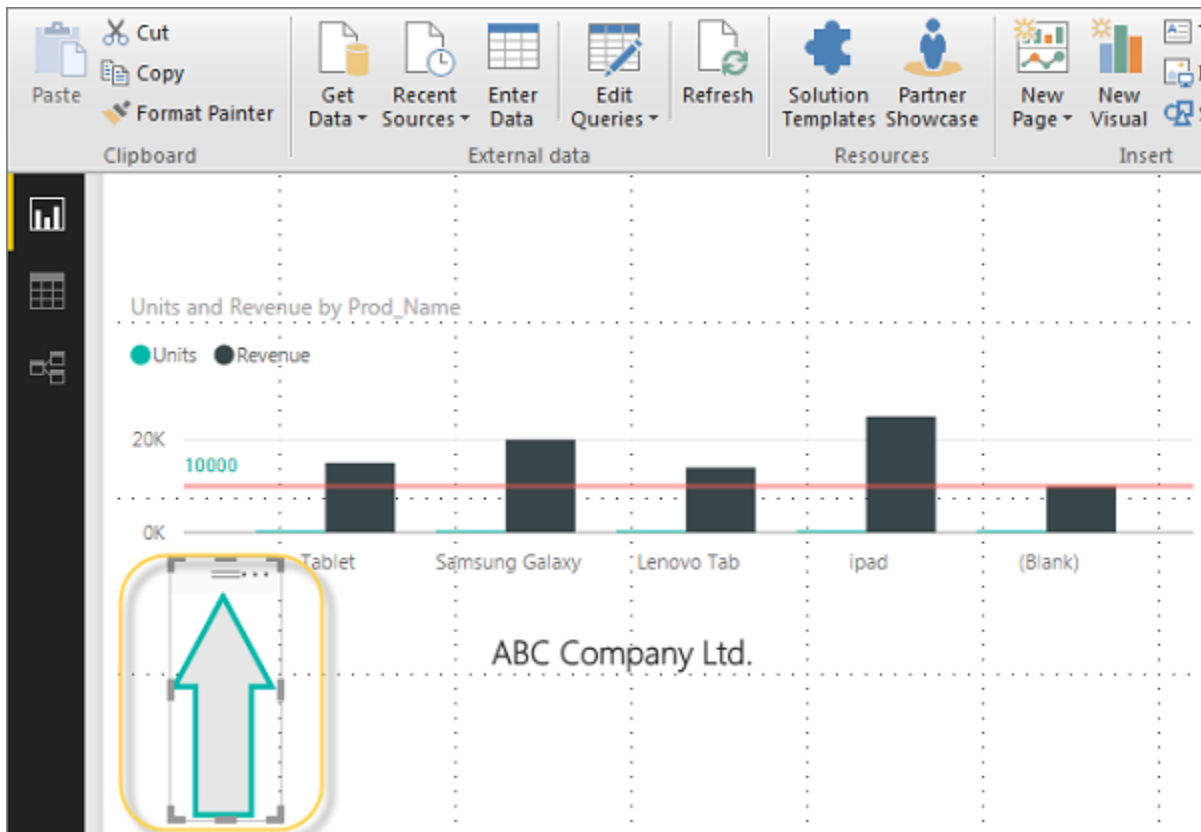 Cut
Copy
Format Painter
Paste
Clipboard
Get Data
Recent Sources
Enter Data
Edit Queries
Refresh
External data
Solution Templates
Partner Showcase
Resources
New Page
New Visual
Insert
Units and Revenue by Prod_Name
Units Revenue
20K
10000
0K
Tablet Samsung Galaxy Lenovo Tab ipad (Blank)
ABC Company Ltd.